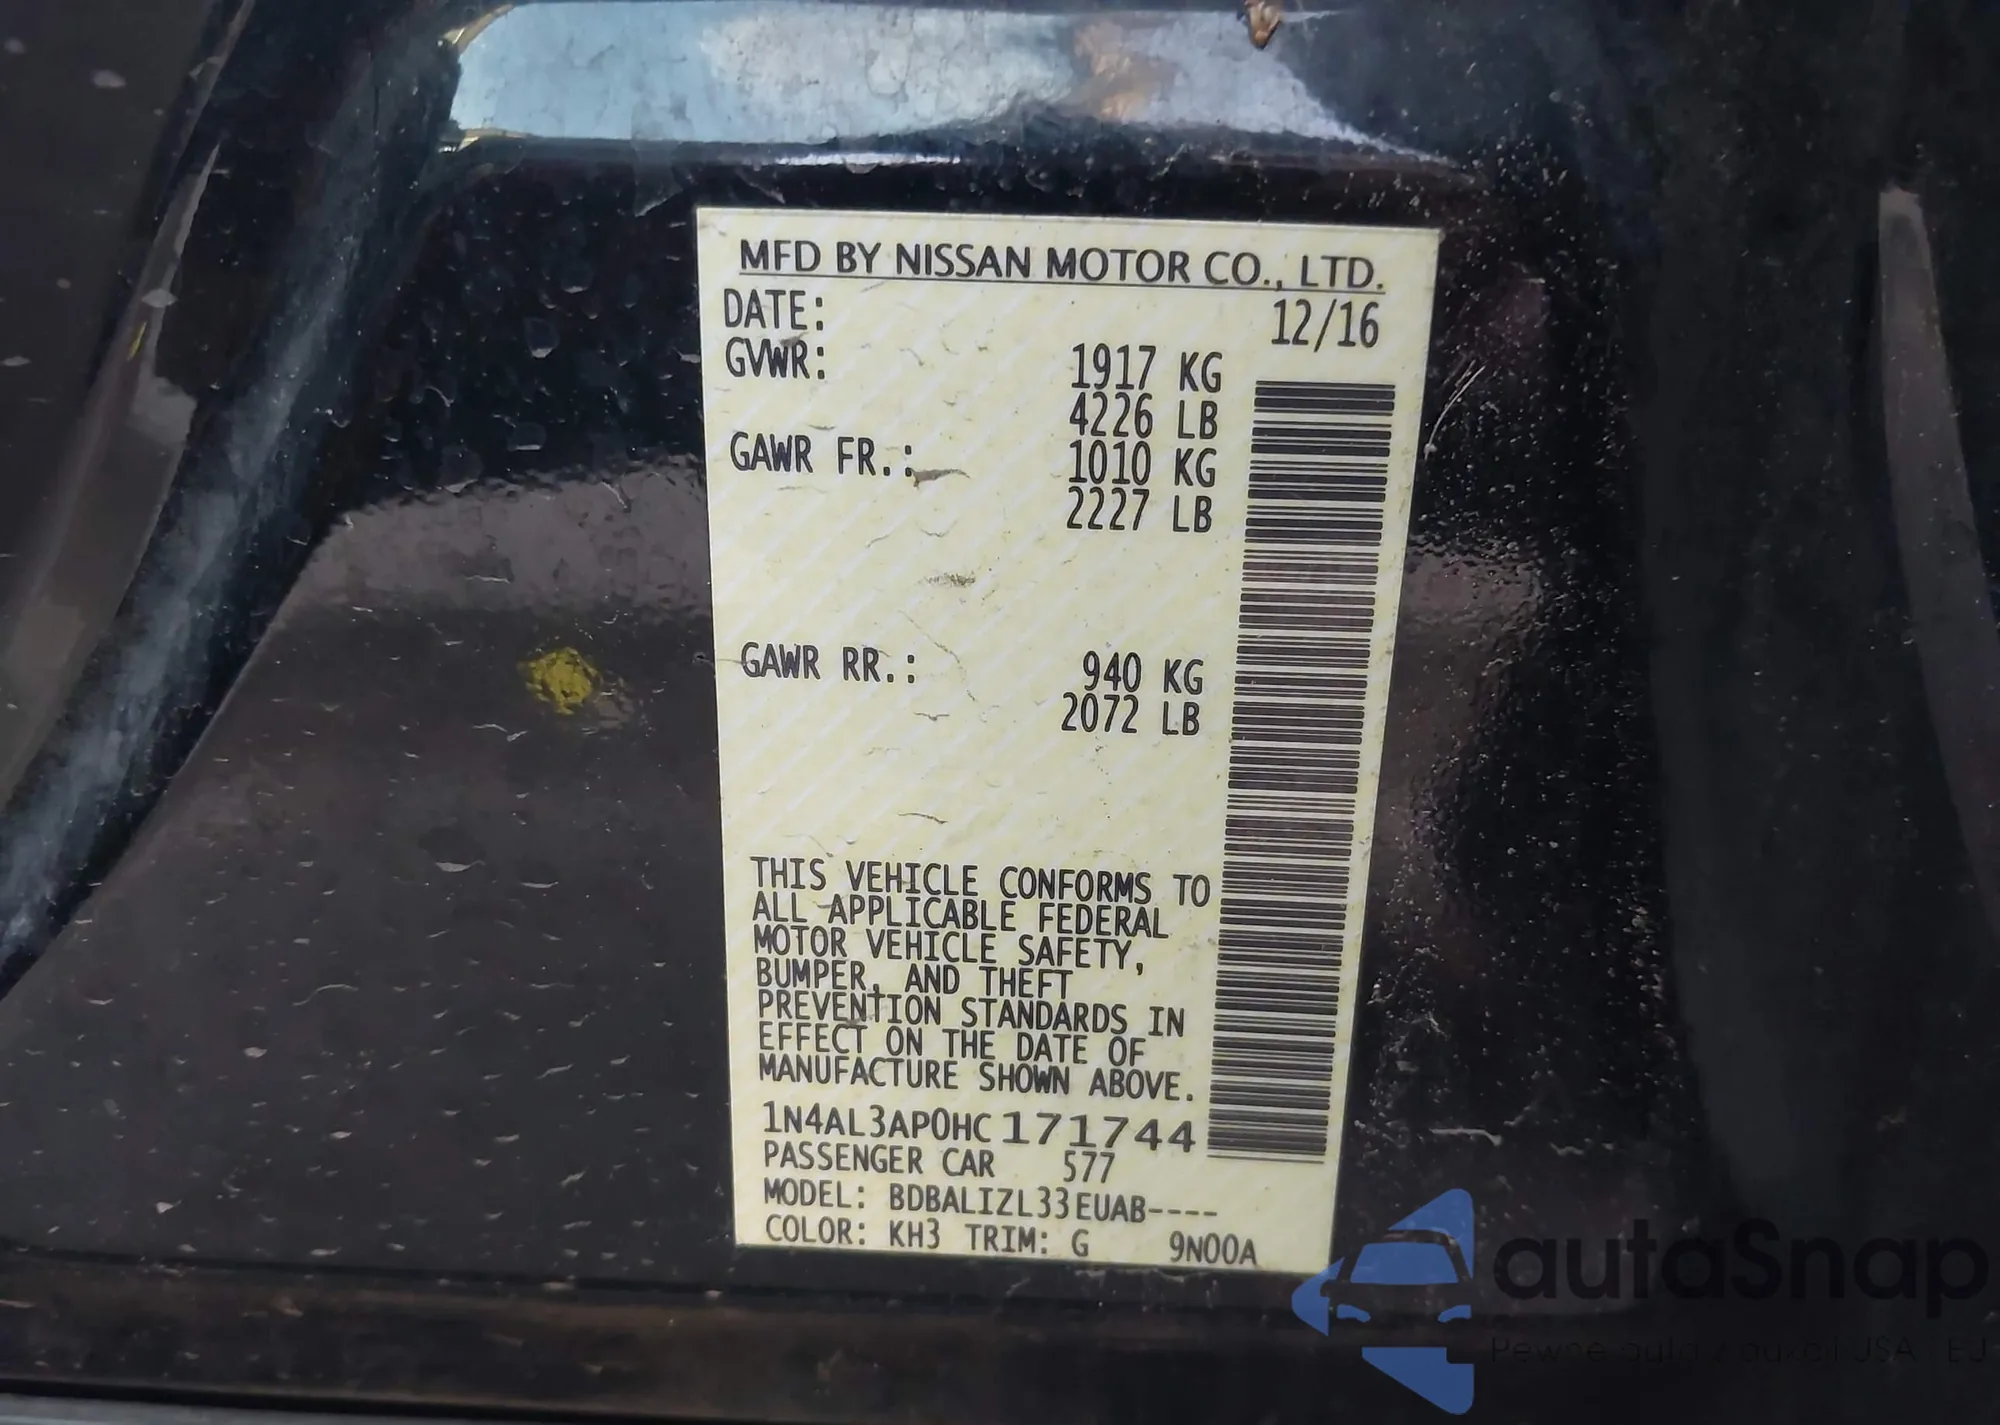 MFD BY NISSAN MOTOR CO., LTD.
DATE: 12/16
GVWR: 1917 KG
4226 LB
GAWR FR.: 1010 KG
2227 LB
GAWR RR.: 940 KG
2072 LB
THIS VEHICLE CONFORMS TO
ALL APPLICABLE FEDERAL
MOTOR VEHICLE SAFETY,
BUMPER, AND THEFT
PREVENTION STANDARDS IN
EFFECT ON THE DATE OF
MANUFACTURE SHOWN ABOVE.
1N4AL3AP0HC171744
PASSENGER CAR 577
MODEL: BDBALIZL33EUAB----
COLOR: KH3 TRIM: G 9N00A
autaSnap
Pewne auta z